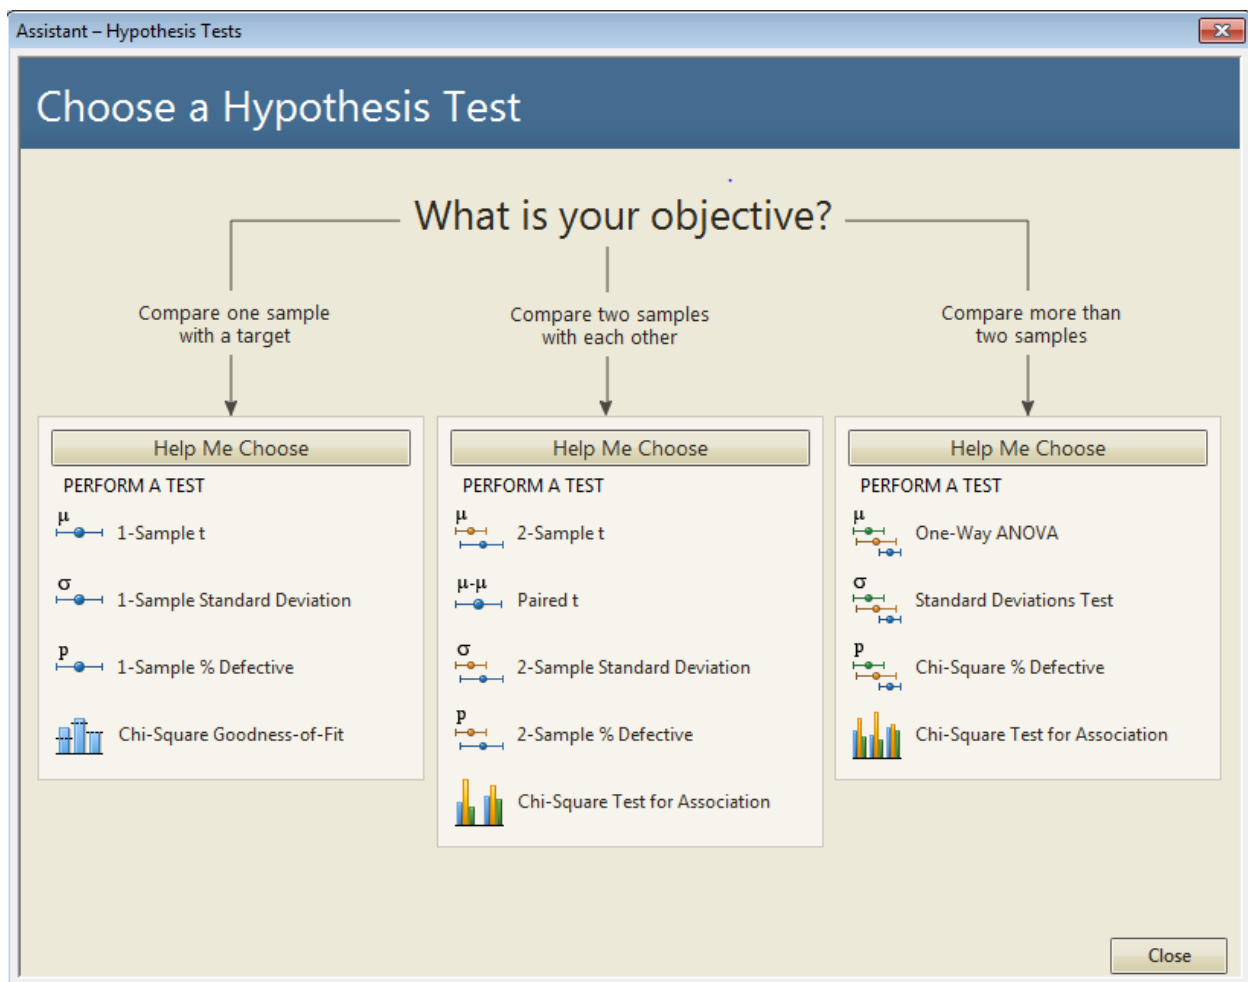 Assistant – Hypothesis Tests
Choose a Hypothesis Test
What is your objective?
Compare one sample
with a target
Compare two samples
with each other
Compare more than
two samples
Help Me Choose
PERFORM A TEST
μ
1-Sample t
σ
1-Sample Standard Deviation
p
1-Sample % Defective
Chi-Square Goodness-of-Fit
Help Me Choose
PERFORM A TEST
μ
2-Sample t
μ-μ
Paired t
σ
2-Sample Standard Deviation
p
2-Sample % Defective
Chi-Square Test for Association
Help Me Choose
PERFORM A TEST
μ
One-Way ANOVA
σ
Standard Deviations Test
p
Chi-Square % Defective
Chi-Square Test for Association
Close